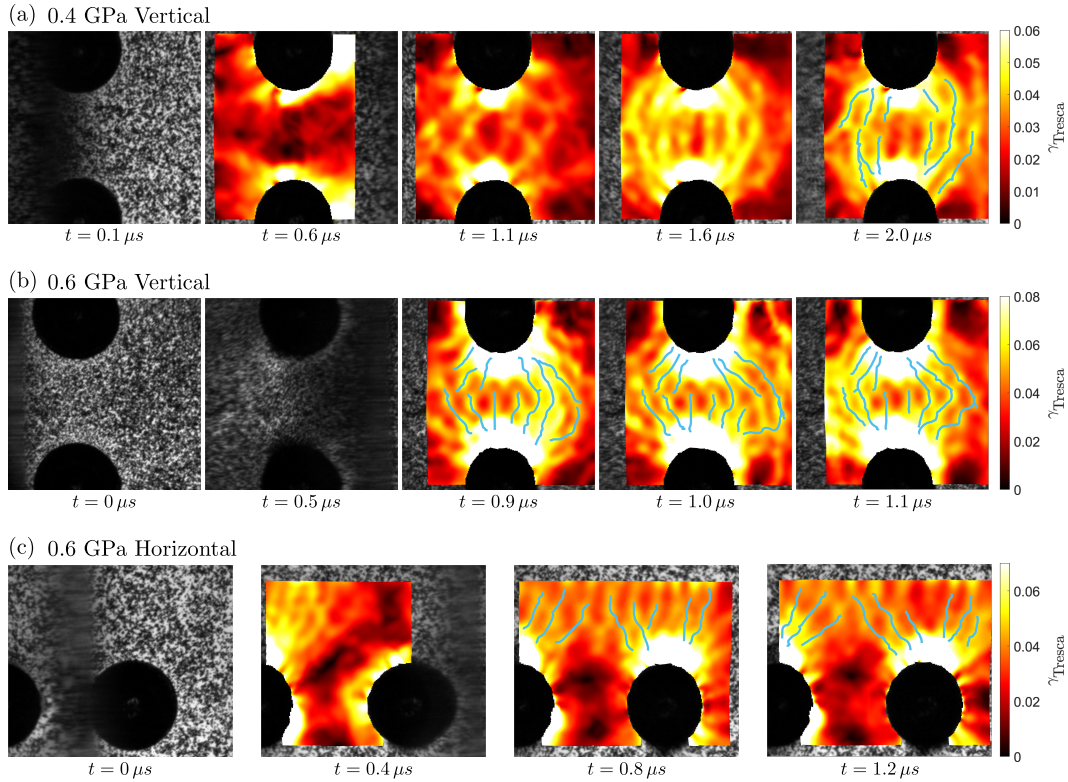 (a) 0.4 GPa Vertical
t = 0.1 μs
t = 0.6 μs
t = 1.1 μs
t = 1.6 μs
t = 2.0 μs
0.06
0.05
0.04
0.03
0.02
0.01
0
γTresca
(b) 0.6 GPa Vertical
t = 0 μs
t = 0.5 μs
t = 0.9 μs
t = 1.0 μs
t = 1.1 μs
0.08
0.06
0.04
0.02
0
γTresca
(c) 0.6 GPa Horizontal
t = 0 μs
t = 0.4 μs
t = 0.8 μs
t = 1.2 μs
0.06
0.04
0.02
0
γTresca